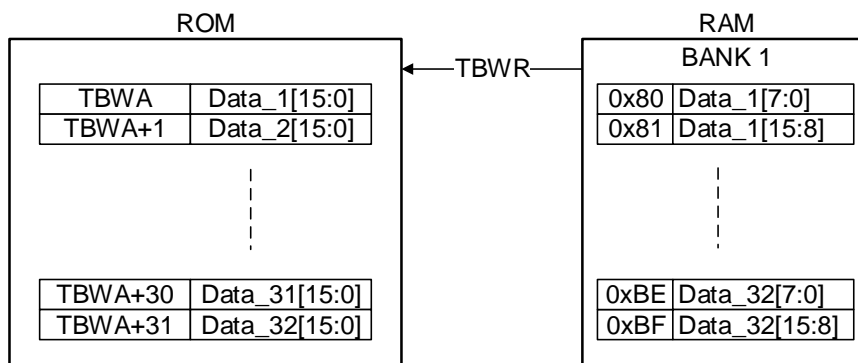 ROM RAM
BANK 1
TBWR
TBWA Data_1[15:0] 0x80 Data_1[7:0]
TBWA+1 Data_2[15:0] 0x81 Data_1[15:8]
TBWA+30 Data_31[15:0] 0xBE Data_32[7:0]
TBWA+31 Data_32[15:0] 0xBF Data_32[15:8]